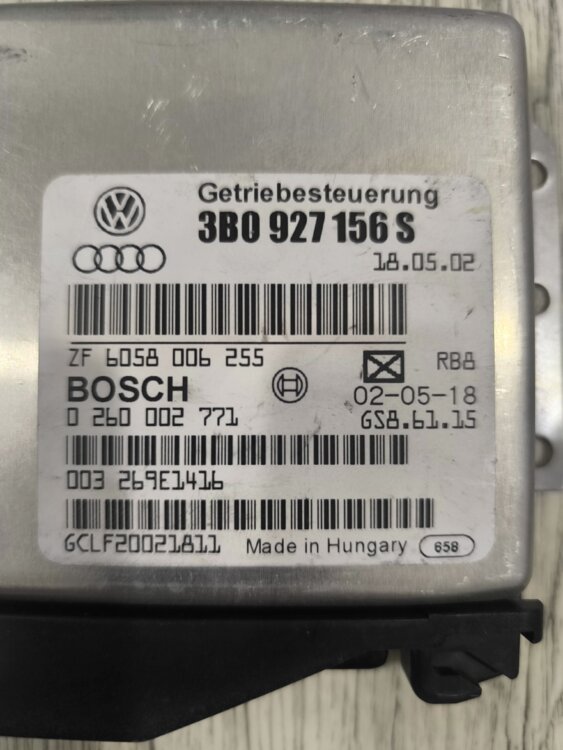 Getriebesteuerung
3B0 927 156 S
18.05.02
ZF 6058 006 255
RB8
BOSCH
02-05-18
0 260 002 771
GS8.61.15
003 269E1416
GCLF20021811
Made in Hungary
658